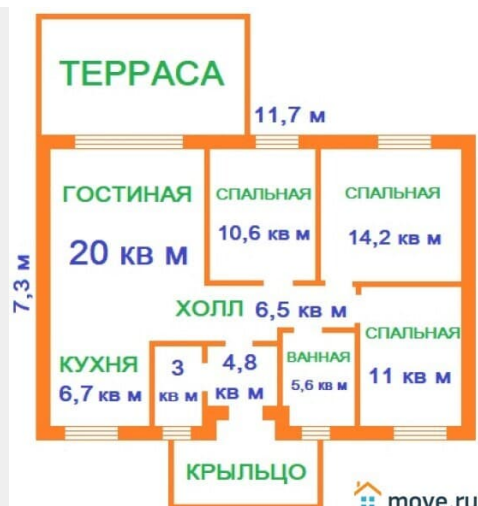 ТЕРРАСА
11,7 м
ГОСТИНАЯ
20 кв м
СПАЛЬНАЯ
10,6 кв м
СПАЛЬНАЯ
14,2 кв м
7,3 м
ХОЛЛ 6,5 кв м
КУХНЯ
6,7 кв м
3
кв м
4,8
кв м
ВАННАЯ
5,6 кв м
СПАЛЬНАЯ
11 кв м
КРЫЛЬЦО
move.ru